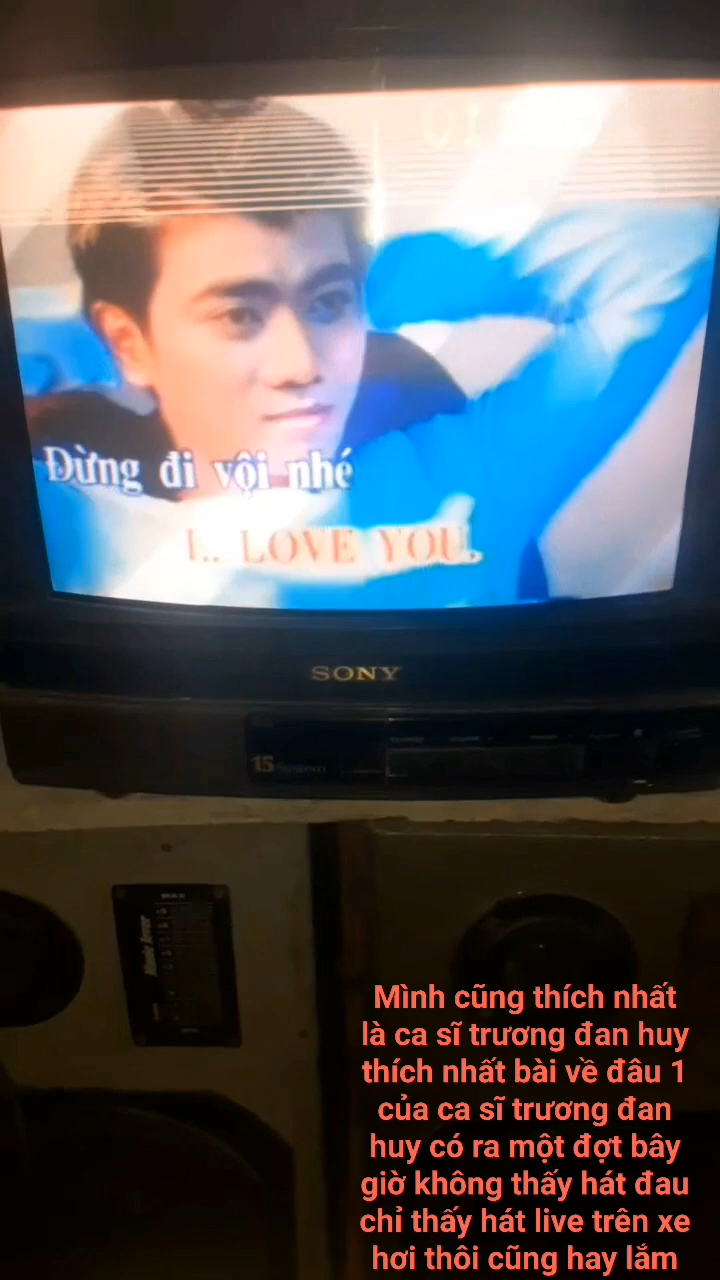 Đừng đi vội nhé
I.. LOVE YOU.
SONY
15 System
Mình cũng thích nhất
là ca sĩ trương đan huy
thích nhất bài về đâu 1
của ca sĩ trương đan
huy có ra một đợt bây
giờ không thấy hát đau
chỉ thấy hát live trên xe
hơi thôi cũng hay lắm